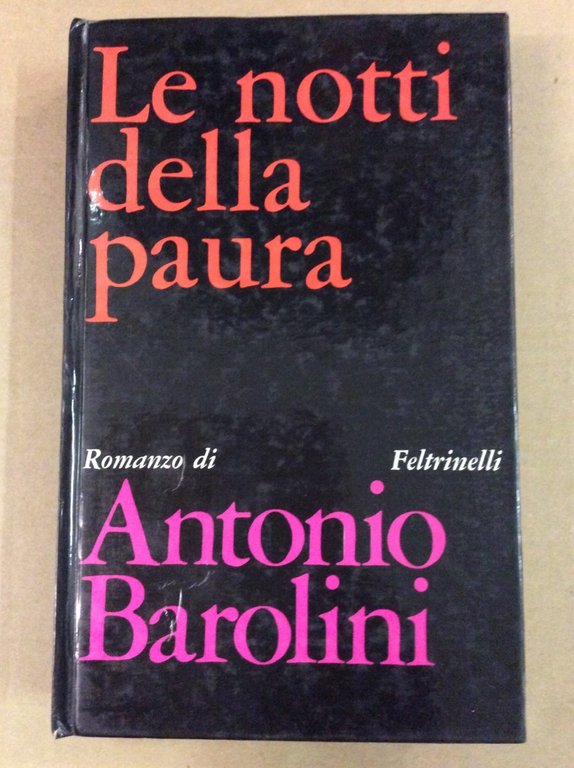 Le notti
della
paura
Romanzo di Feltrinelli
Antonio
Barolini